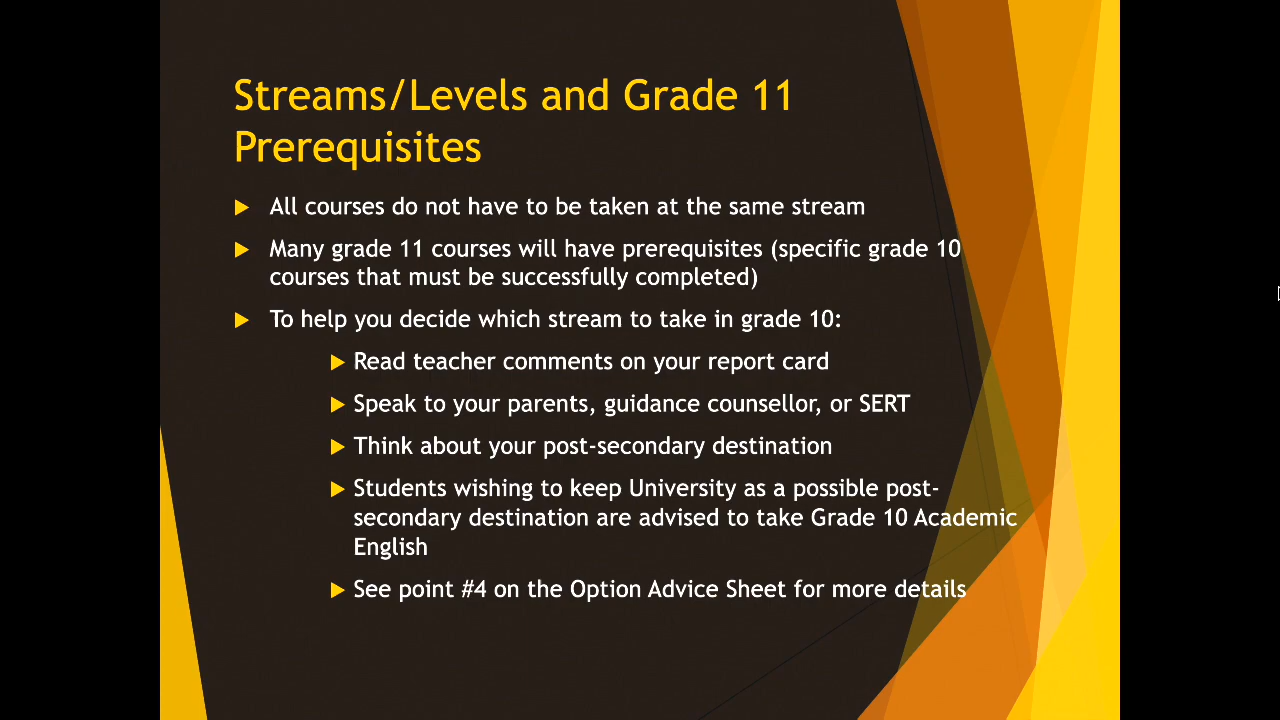 Streams/Levels and Grade 11
Prerequisites
All courses do not have to be taken at the same stream
Many grade 11 courses will have prerequisites (specific grade 10
courses that must be successfully completed)
To help you decide which stream to take in grade 10:
Read teacher comments on your report card
Speak to your parents, guidance counsellor, or SERT
Think about your post-secondary destination
Students wishing to keep University as a possible post-
secondary destination are advised to take Grade 10 Academic
English
See point #4 on the Option Advice Sheet for more details